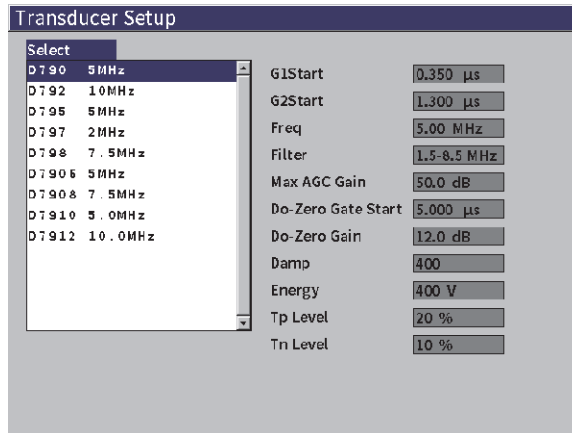 Transducer Setup
Select
D790 5MHz
D792 10MHz
D795 5MHz
D797 2MHz
D798 7.5MHz
D7906 5MHz
D7908 7.5MHz
D7910 5.0MHz
D7912 10.0MHz
G1Start 0.350 µs
G2Start 1.300 µs
Freq 5.00 MHz
Filter 1.5-8.5 MHz
Max AGC Gain 50.0 dB
Do-Zero Gate Start 5.000 µs
Do-Zero Gain 12.0 dB
Damp 400
Energy 400 V
Tp Level 20 %
Tn Level 10 %